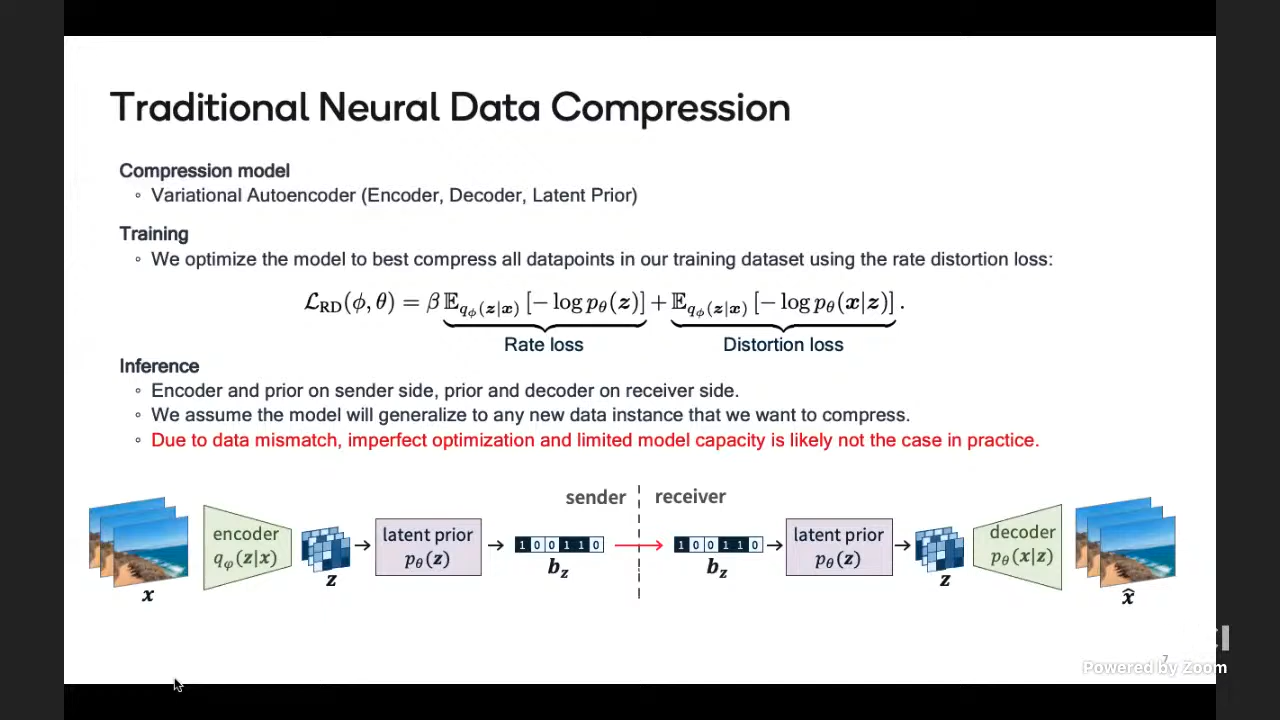 Traditional Neural Data Compression
Compression model
◦ Variational Autoencoder (Encoder, Decoder, Latent Prior)
Training
◦ We optimize the model to best compress all datapoints in our training dataset using the rate distortion loss:
ℒ_RD(ϕ, θ) = β 𝔼_{q_ϕ(z|x)} [− log p_θ(z)] + 𝔼_{q_ϕ(z|x)} [− log p_θ(x|z)] .
Rate loss Distortion loss
Inference
◦ Encoder and prior on sender side, prior and decoder on receiver side.
◦ We assume the model will generalize to any new data instance that we want to compress.
◦ Due to data mismatch, imperfect optimization and limited model capacity is likely not the case in practice.
sender receiver
encoder
q_φ(z|x)
z
latent prior
p_θ(z)
1 0 0 1 1 0
b_z
1 0 0 1 1 0
b_z
latent prior
p_θ(z)
z
decoder
p_θ(x|z)
x
x̂
7
Powered by Zoom